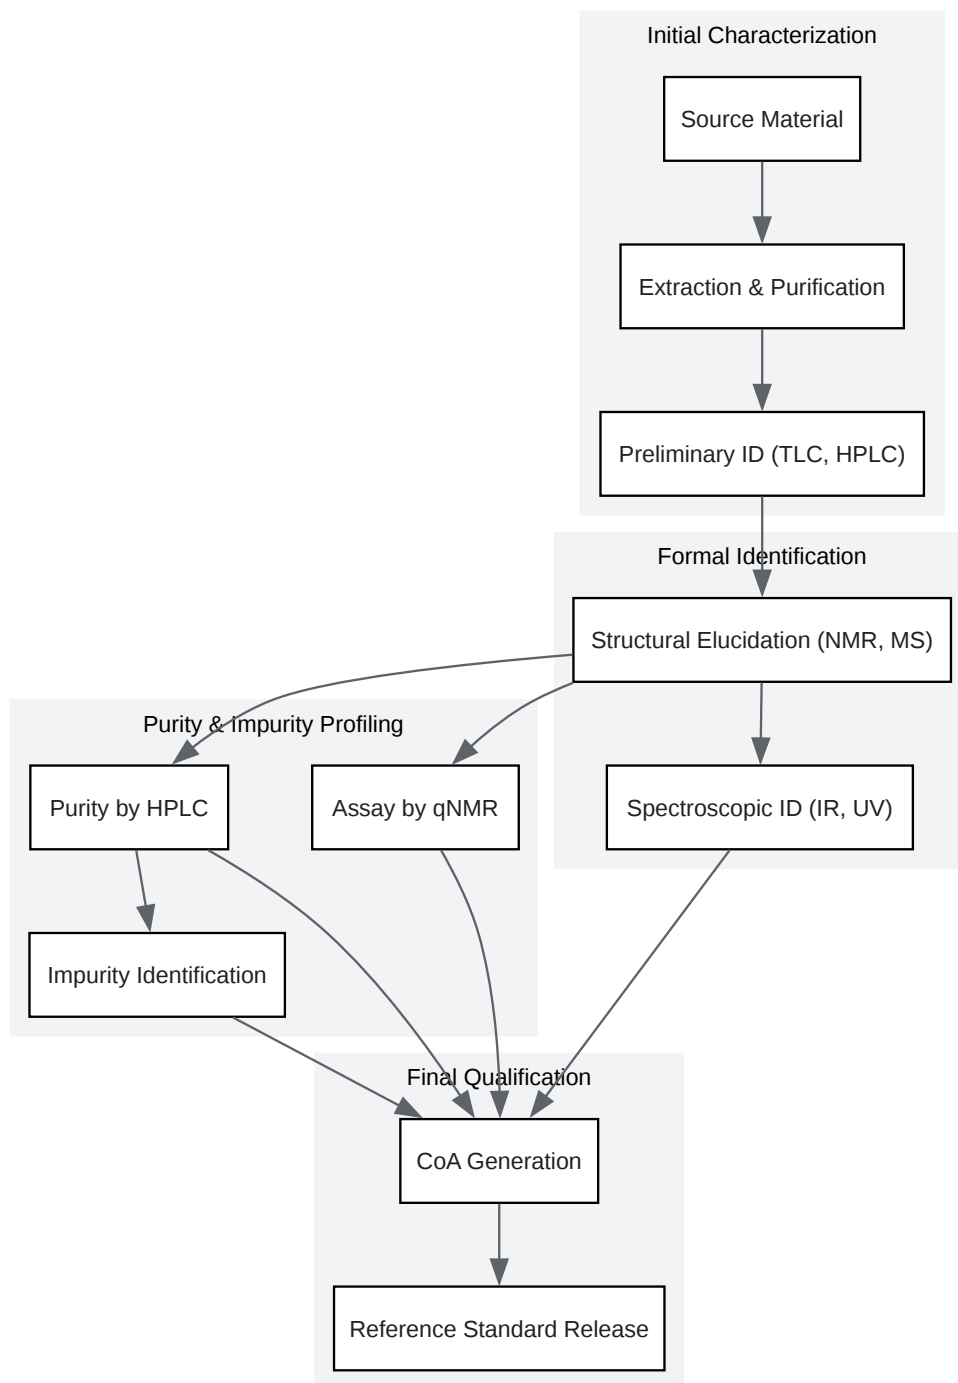 Initial Characterization
Source Material
Extraction & Purification
Preliminary ID (TLC, HPLC)
Formal Identification
Structural Elucidation (NMR, MS)
Purity & Impurity Profiling
Purity by HPLC
Assay by qNMR
Spectroscopic ID (IR, UV)
Impurity Identification
Final Qualification
CoA Generation
Reference Standard Release